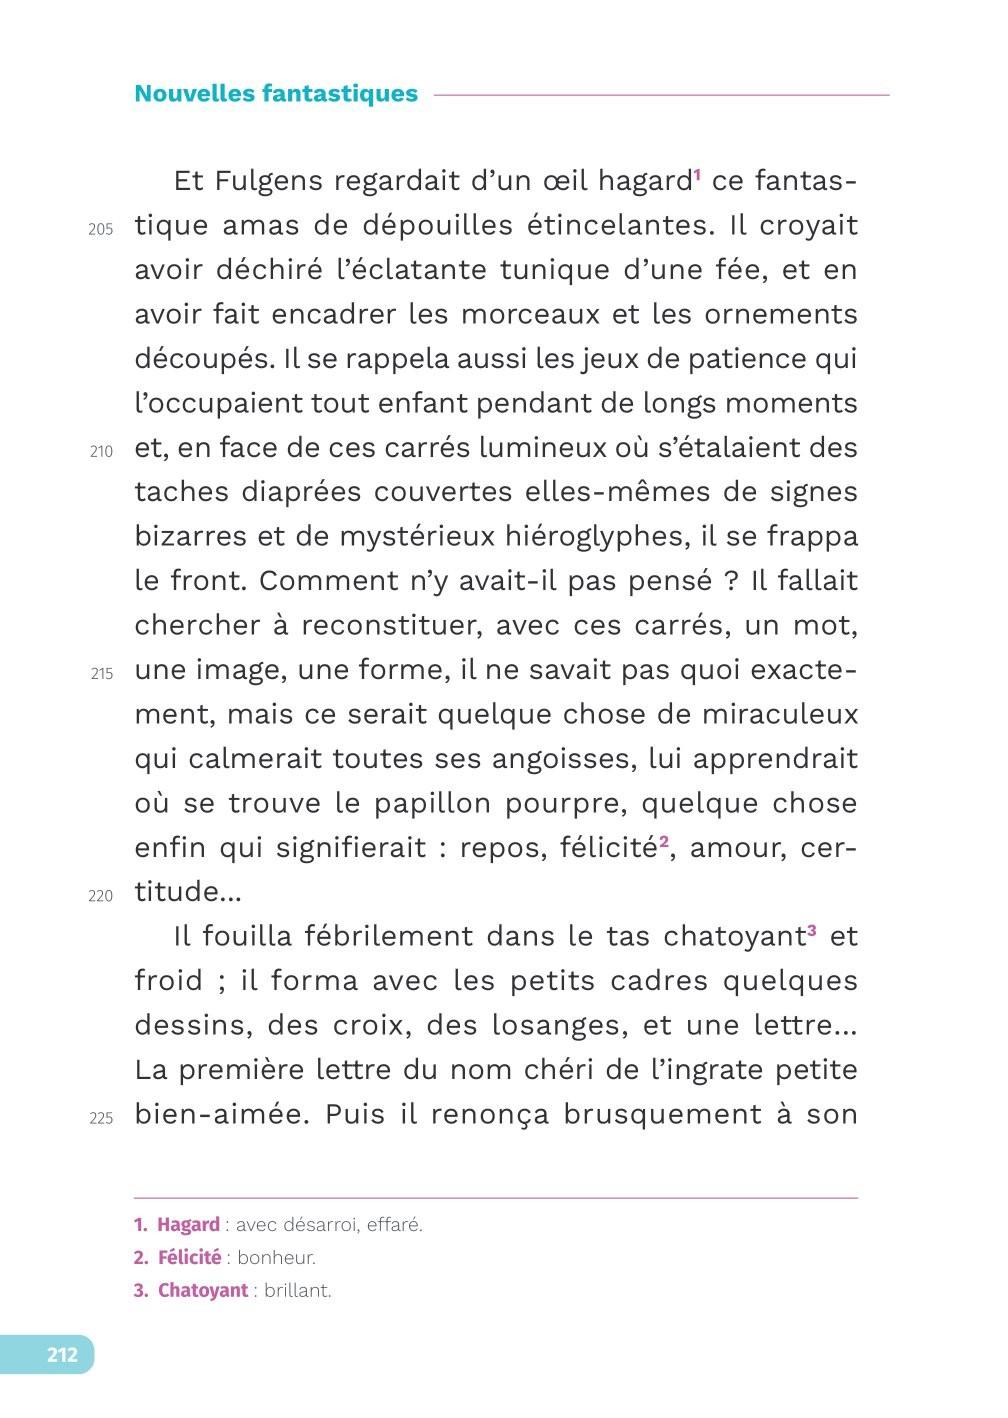 Nouvelles fantastiques
Et Fulgens regardait d’un œil hagard¹ ce fantas-
205 tique amas de dépouilles étincelantes. Il croyait
avoir déchiré l’éclatante tunique d’une fée, et en
avoir fait encadrer les morceaux et les ornements
découpés. Il se rappela aussi les jeux de patience qui
l’occupaient tout enfant pendant de longs moments
210 et, en face de ces carrés lumineux où s’étalaient des
taches diaprées couvertes elles-mêmes de signes
bizarres et de mystérieux hiéroglyphes, il se frappa
le front. Comment n’y avait-il pas pensé ? Il fallait
chercher à reconstituer, avec ces carrés, un mot,
215 une image, une forme, il ne savait pas quoi exacte-
ment, mais ce serait quelque chose de miraculeux
qui calmerait toutes ses angoisses, lui apprendrait
où se trouve le papillon pourpre, quelque chose
enfin qui signifierait : repos, félicité², amour, cer-
220 titude...
Il fouilla fébrilement dans le tas chatoyant³ et
froid ; il forma avec les petits cadres quelques
dessins, des croix, des losanges, et une lettre...
La première lettre du nom chéri de l’ingrate petite
225 bien-aimée. Puis il renonça brusquement à son
1. Hagard : avec désarroi, effaré.
2. Félicité : bonheur.
3. Chatoyant : brillant.
212